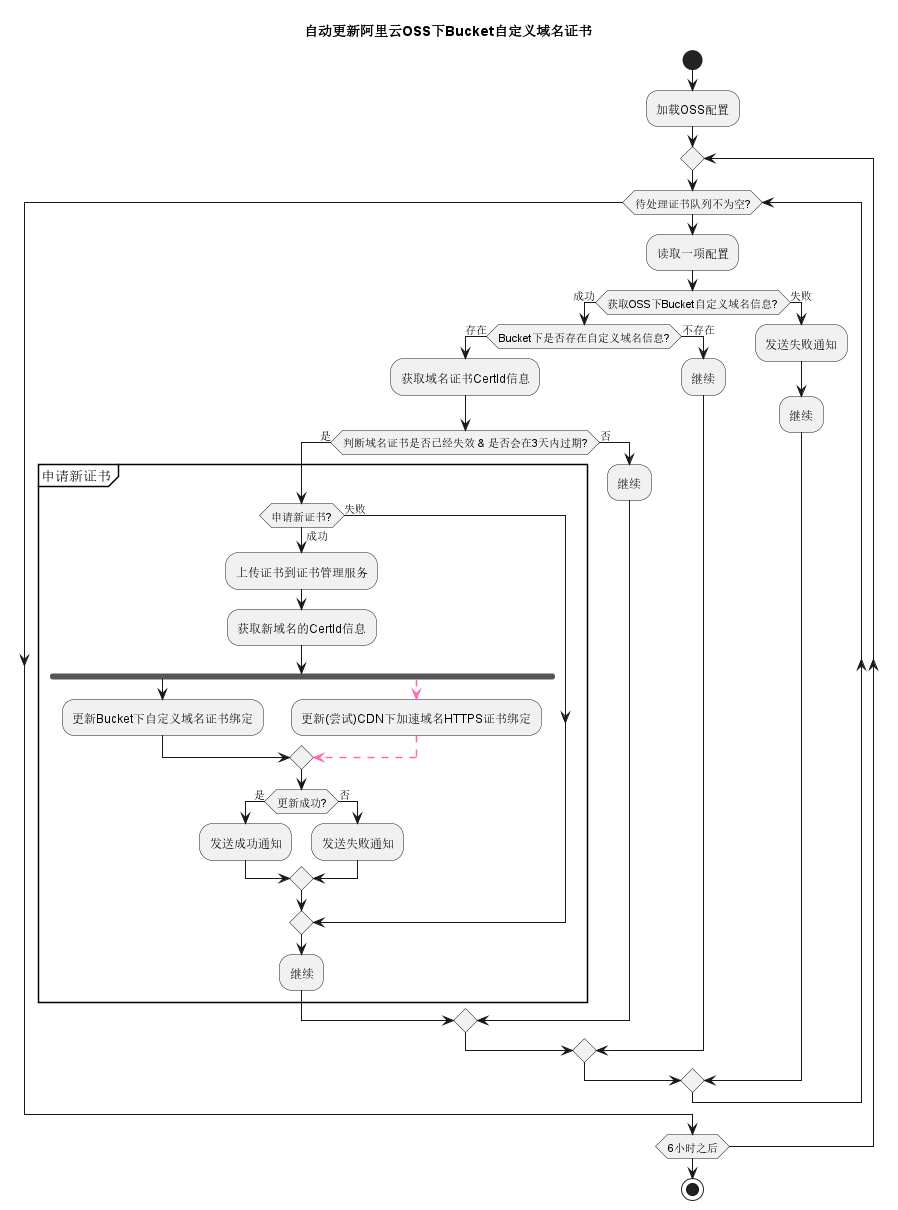 自动更新阿里云OSS下Bucket自定义域名证书
加载OSS配置
待处理证书队列不为空?
读取一项配置
成功
获取OSS下Bucket自定义域名信息?
失败
存在
Bucket下是否存在自定义域名信息?
不存在
发送失败通知
获取域名证书CertId信息
继续
继续
是
判断域名证书是否已经失效 & 是否会在3天内过期?
否
申请新证书
继续
申请新证书?
失败
成功
上传证书到证书管理服务
获取新域名的CertId信息
更新Bucket下自定义域名证书绑定
更新(尝试)CDN下加速域名HTTPS证书绑定
是
更新成功?
否
发送成功通知
发送失败通知
继续
6小时之后